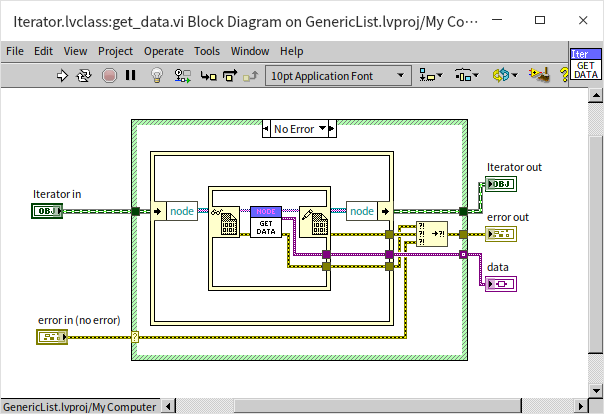 Iterator.lvclass:get_data.vi Block Diagram on GenericList.lvproj/My Co...
File Edit View Project Operate Tools Window Help
10pt Application Font
?
Iter
GET
DATA
No Error
Iterator in
OBJ
node
NODE
GET
DATA
node
Iterator out
OBJ
error out
?!
?!
?!
?!
data
error in (no error)
?
GenericList.lvproj/My Computer